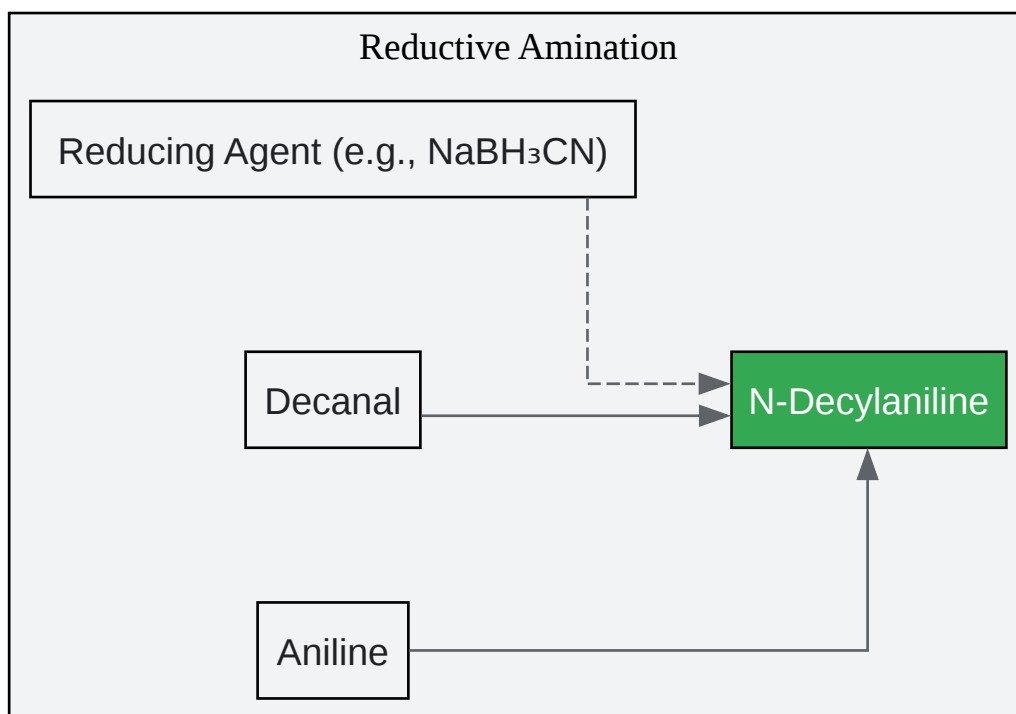 Reductive Amination
Reducing Agent (e.g., NaBH₃CN)
Decanal
N-Decylaniline
Aniline